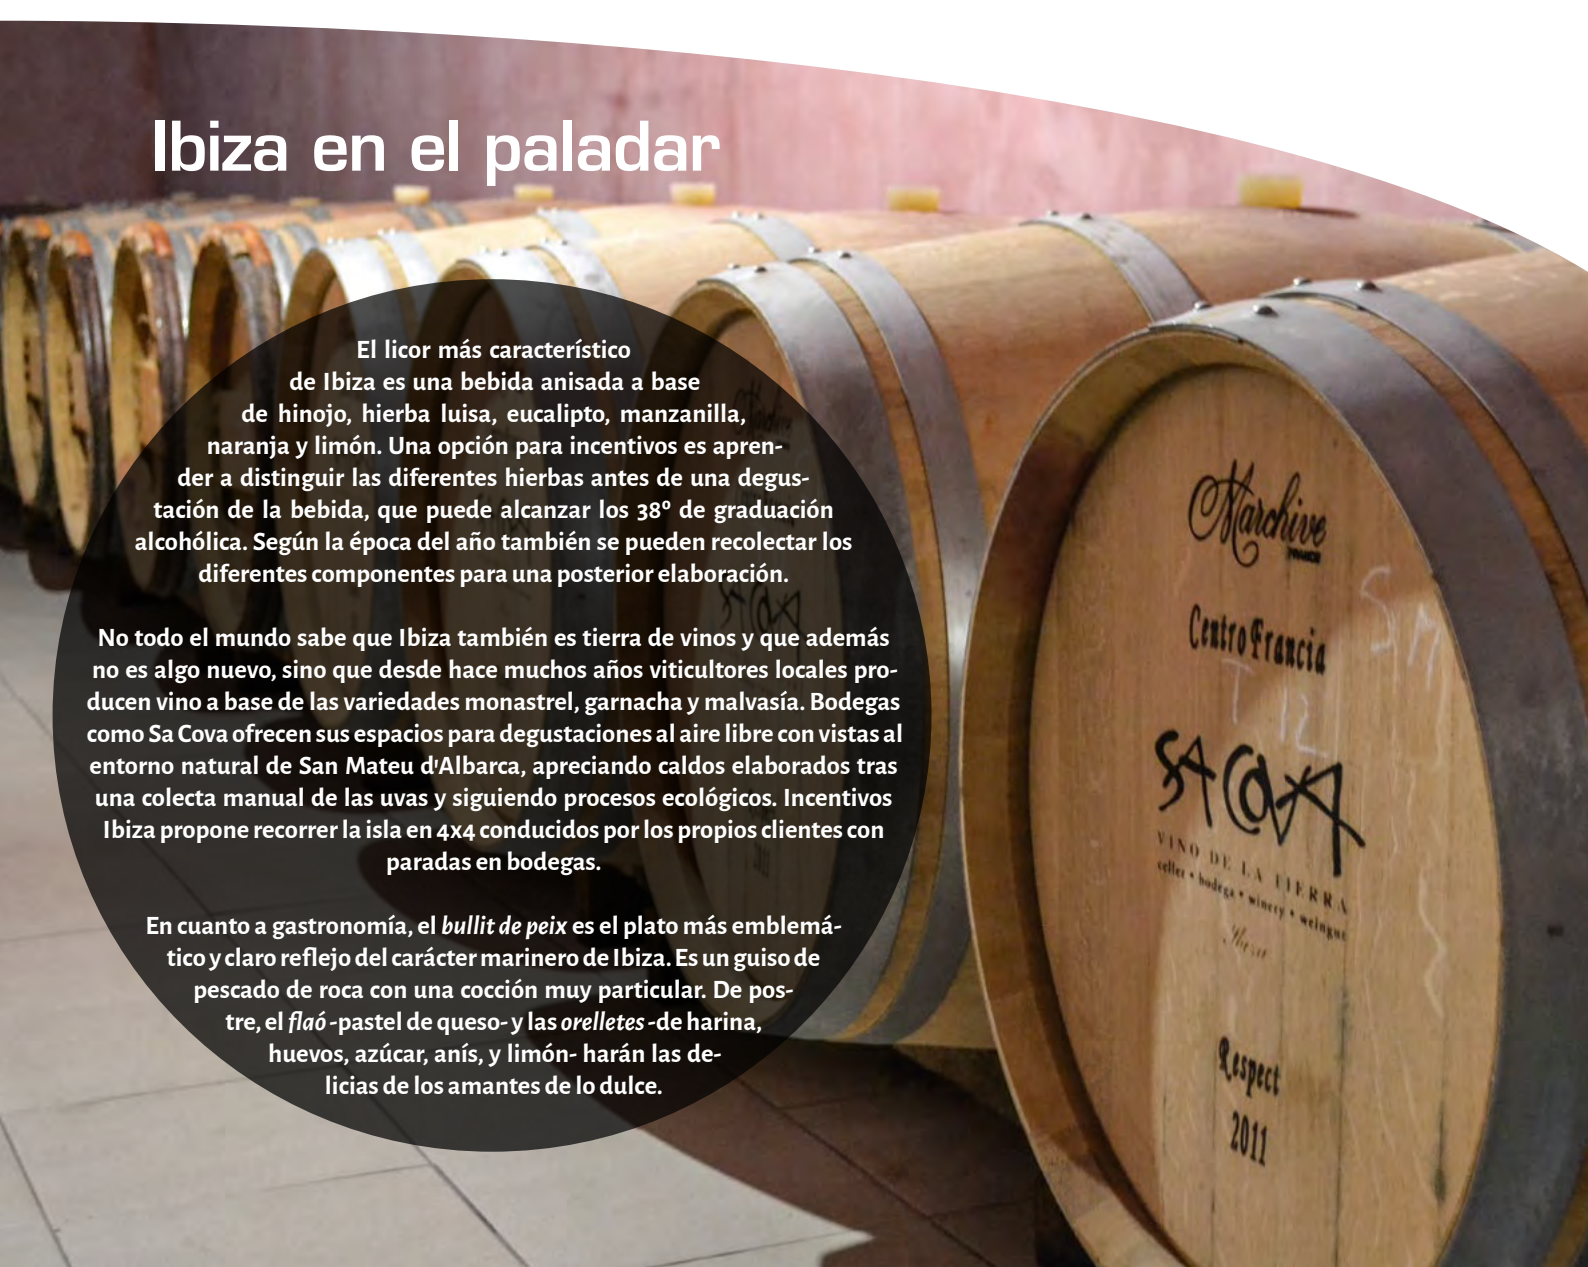 Ibiza en el paladar
El licor más característico
de Ibiza es una bebida anisada a base
de hinojo, hierba luisa, eucalipto, manzanilla,
naranja y limón. Una opción para incentivos es apren-
der a distinguir las diferentes hierbas antes de una degus-
tación de la bebida, que puede alcanzar los 38º de graduación
alcohólica. Según la época del año también se pueden recolectar los
diferentes componentes para una posterior elaboración.
No todo el mundo sabe que Ibiza también es tierra de vinos y que además
no es algo nuevo, sino que desde hace muchos años viticultores locales pro-
ducen vino a base de las variedades monastrel, garnacha y malvasía. Bodegas
como Sa Cova ofrecen sus espacios para degustaciones al aire libre con vistas al
entorno natural de San Mateu d'Albarca, apreciando caldos elaborados tras
una colecta manual de las uvas y siguiendo procesos ecológicos. Incentivos
Ibiza propone recorrer la isla en 4x4 conducidos por los propios clientes con
paradas en bodegas.
En cuanto a gastronomía, el bullit de peix es el plato más emblemá-
tico y claro reflejo del carácter marinero de Ibiza. Es un guiso de
pescado de roca con una cocción muy particular. De pos-
tre, el flaó -pastel de queso- y las orelletes -de harina,
huevos, azúcar, anís, y limón- harán las de-
licias de los amantes de lo dulce.
Marchive
FRANCE
Centro Francia
SM
T 12
SA COVA
VINO DE LA TIERRA
celler • bodega • winery • weingut
Ibiza
Respect
2011
SA COVA